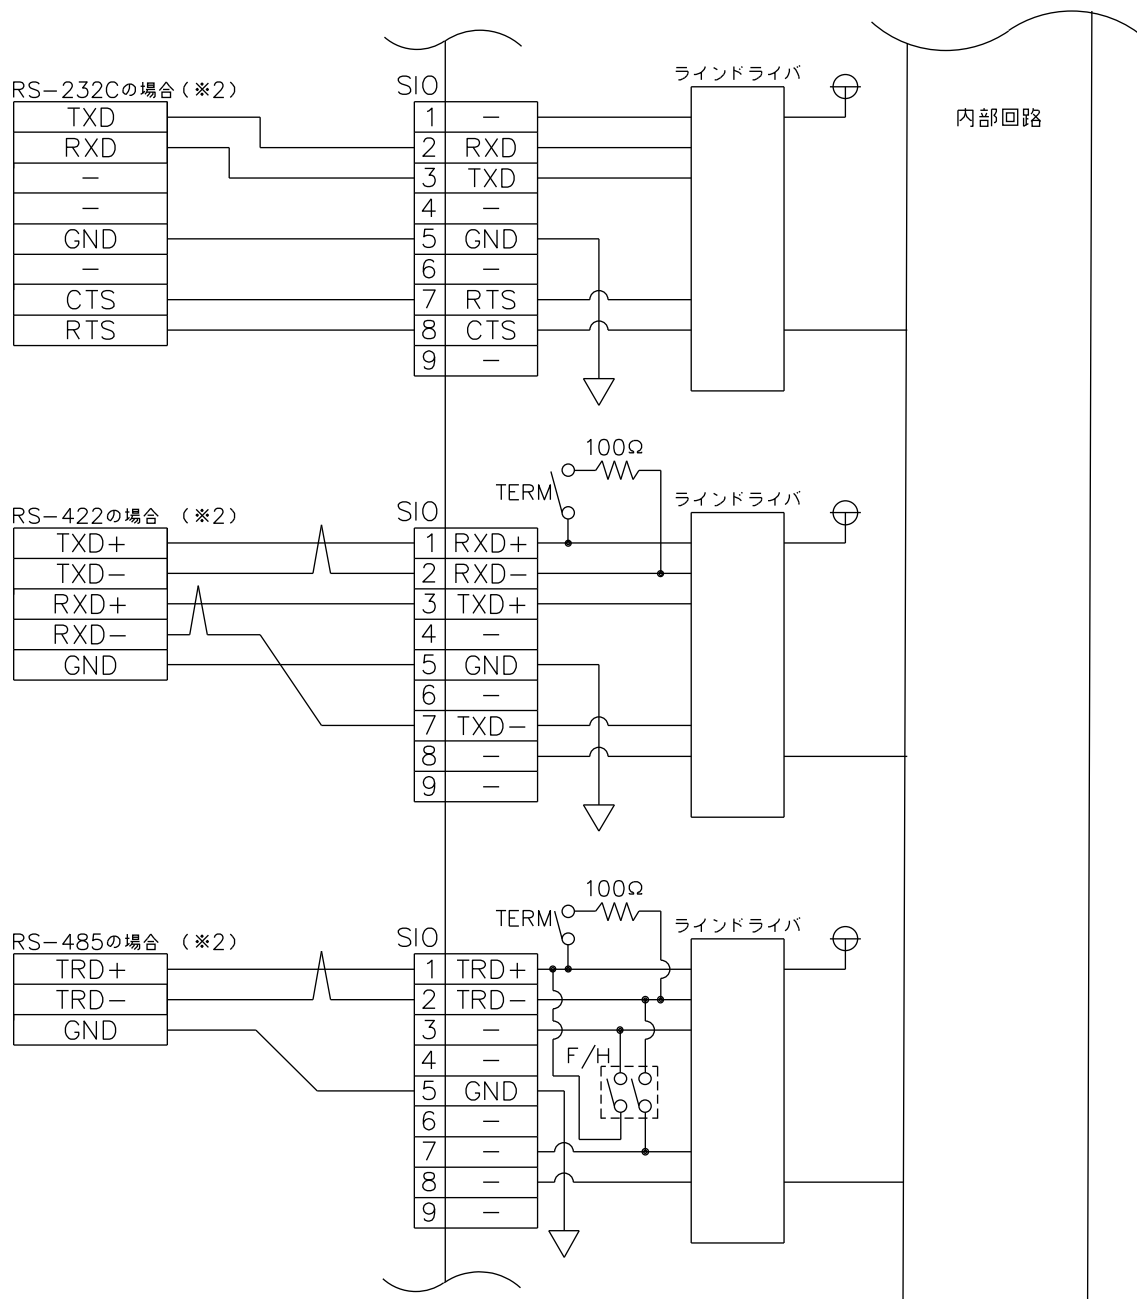 RS-232Cの場合(※2)
TXD
RXD
-
-
GND
-
CTS
RTS
SIO
1 -
2 RXD
3 TXD
4 -
5 GND
6 -
7 RTS
8 CTS
9 -
ラインドライバ
内部回路
RS-422の場合 (※2)
TXD+
TXD-
RXD+
RXD-
GND
SIO
1 RXD+
2 RXD-
3 TXD+
4 -
5 GND
6 -
7 TXD-
8 -
9 -
100Ω
TERM
ラインドライバ
RS-485の場合 (※2)
TRD+
TRD-
GND
SIO
1 TRD+
2 TRD-
3 -
4 -
5 GND
6 -
7 -
8 -
9 -
100Ω
TERM
F/H
ラインドライバ